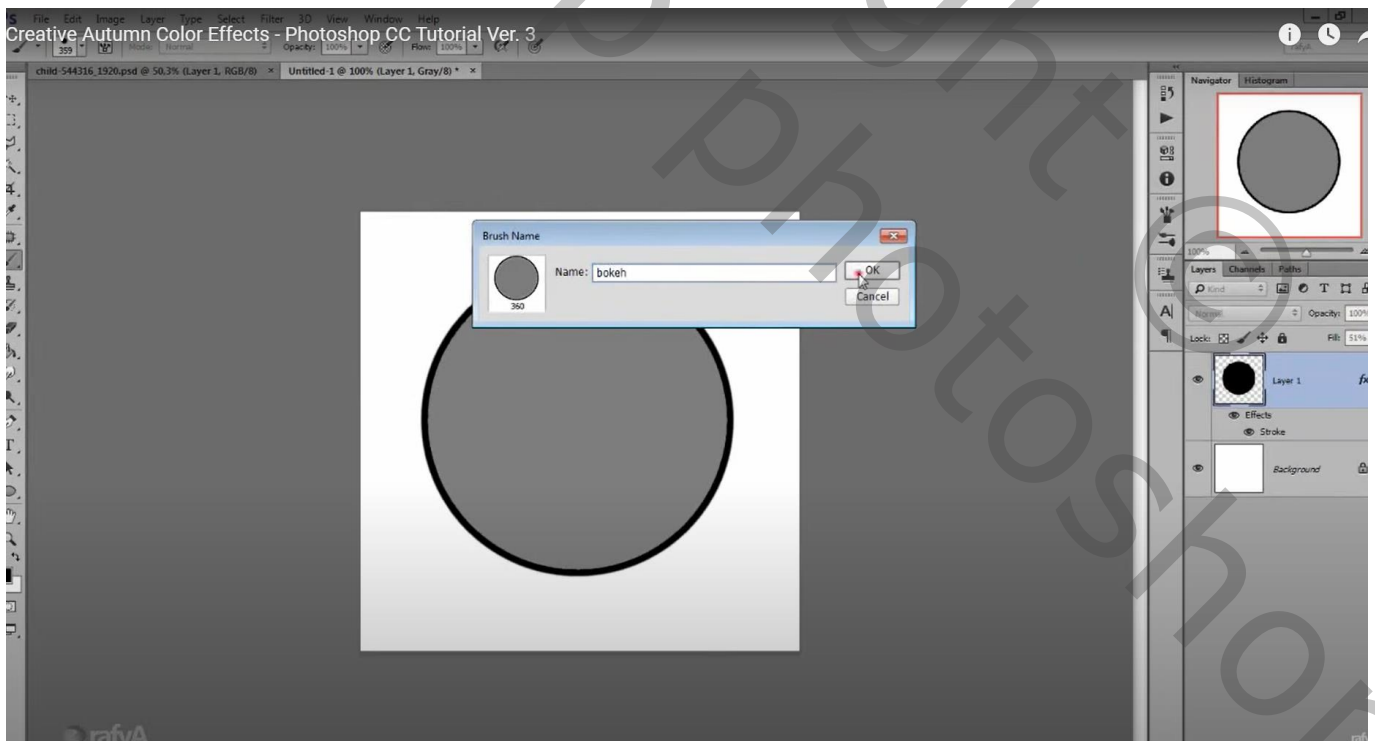 File Edit Image Layer Type Select Filter 3D View Window Help
Creative Autumn Color Effects - Photoshop CC Tutorial Ver. 3
359 Mode: Normal Opacity: 100% Flow: 100%
child-544316_1920.psd @ 50.3% (Layer 1, RGB/8) × Untitled-1 @ 100% (Layer 1, Gray/8) * ×
Navigator Histogram
Brush Name
Name: bokeh OK
360
Cancel
100%
Layers Channels Paths
Kind
Normal Opacity: 100%
Lock: Fill: 51%
Layer 1 fx
Effects
Stroke
Background
rafyA
photoshop
©